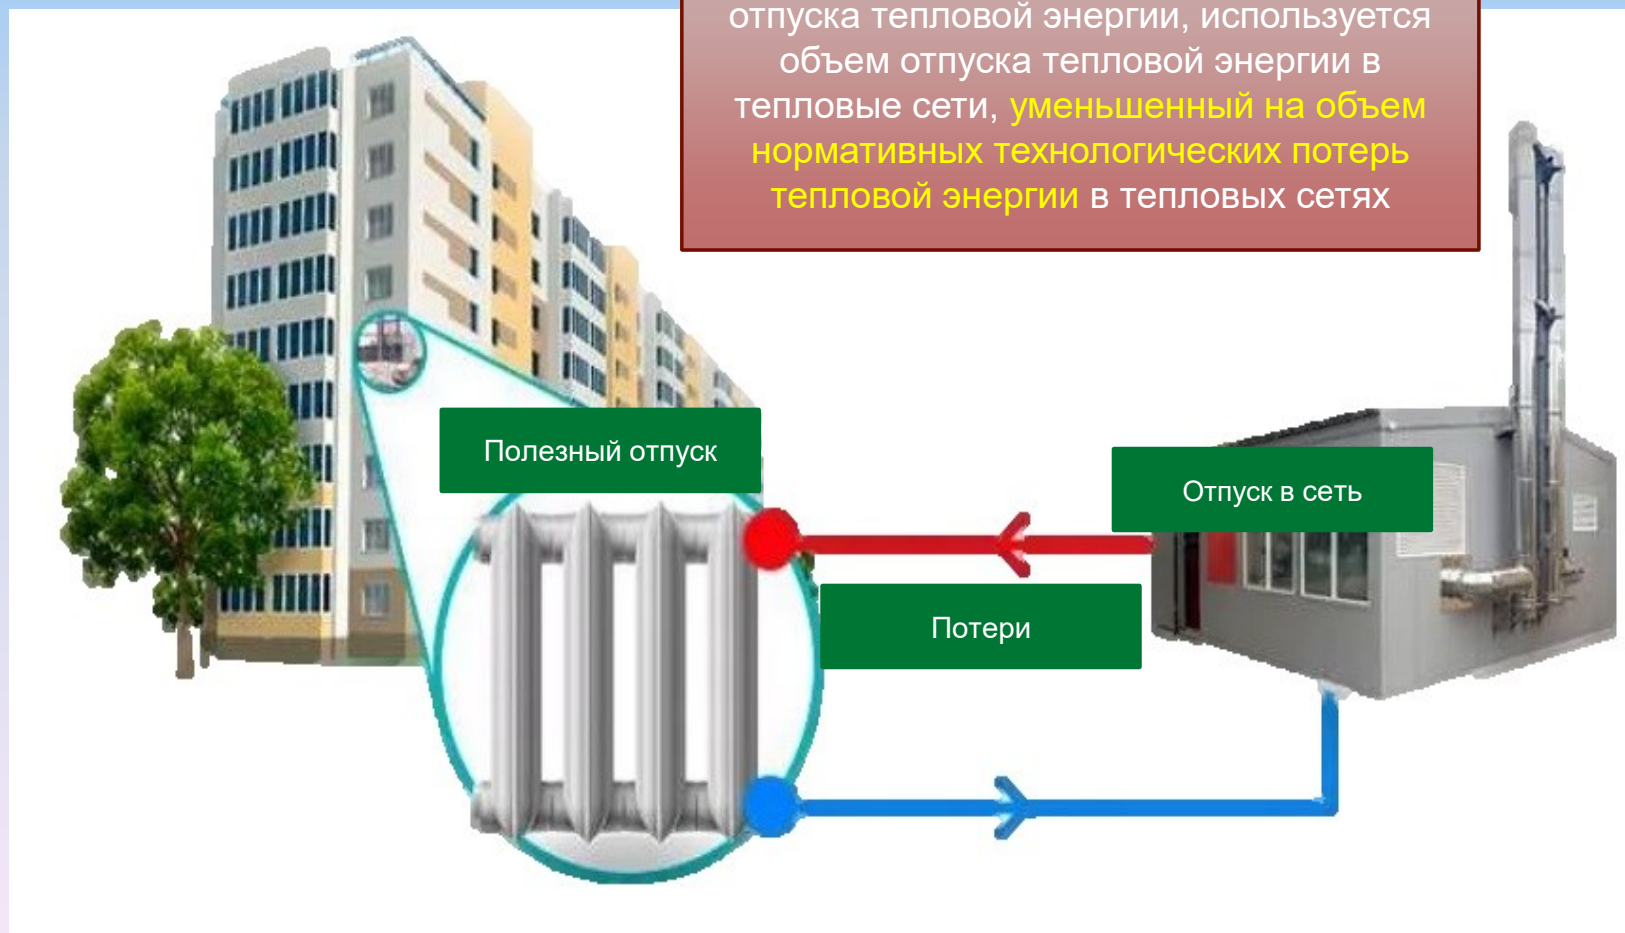 отпуска тепловой энергии, используется
объем отпуска тепловой энергии в
тепловые сети, уменьшенный на объем
нормативных технологических потерь
тепловой энергии в тепловых сетях
Полезный отпуск
Отпуск в сеть
Потери